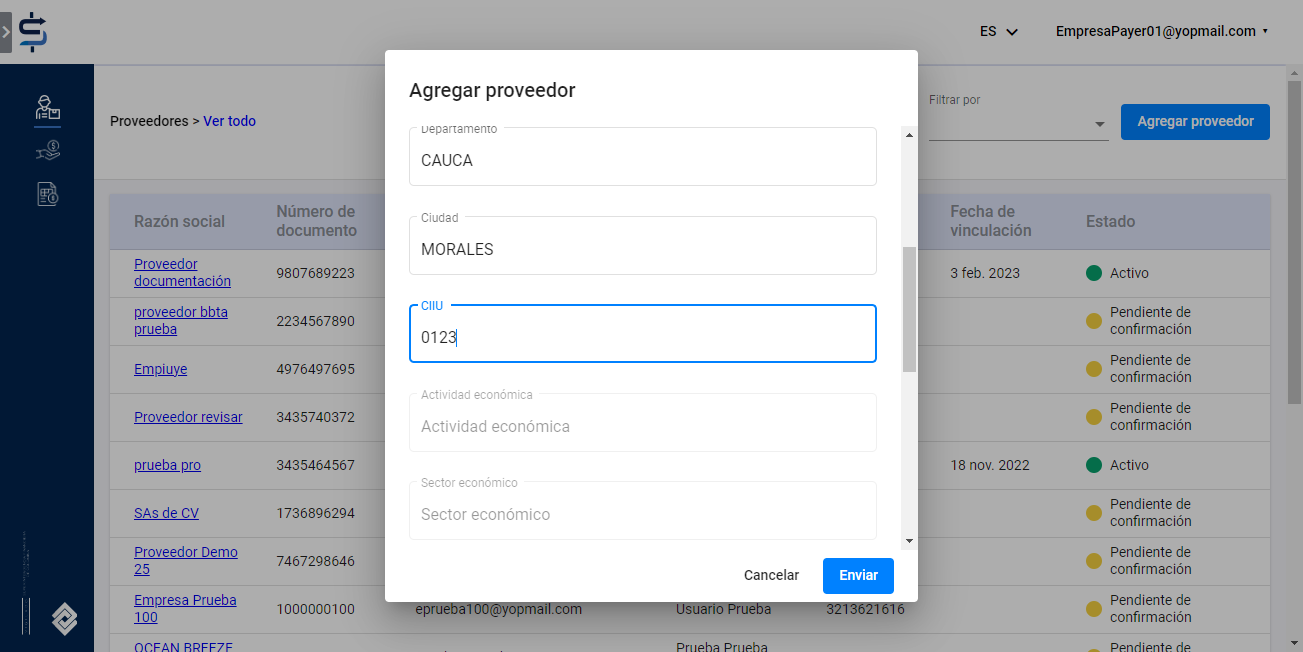 ES
EmpresaPayer01@yopmail.com
Proveedores > Ver todo
Filtrar por
Agregar proveedor
Agregar proveedor
Departamento
CAUCA
Ciudad
MORALES
CIIU
0123
Actividad económica
Actividad económica
Sector económico
Sector económico
Cancelar
Enviar
Razón social
Número de
documento
Fecha de
vinculación
Estado
Proveedor
documentación
9807689223
3 feb. 2023
Activo
proveedor bbta
prueba
2234567890
Pendiente de
confirmación
Empiuye
4976497695
Pendiente de
confirmación
Proveedor revisar
3435740372
Pendiente de
confirmación
prueba pro
3435464567
18 nov. 2022
Activo
SAs de CV
1736896294
Pendiente de
confirmación
Proveedor Demo
25
7467298646
Pendiente de
confirmación
Empresa Prueba
100
1000000100
eprueba100@yopmail.com
Usuario Prueba
3213621616
Pendiente de
confirmación
OCEAN BREEZE
Prueba Prueba
Pendiente de